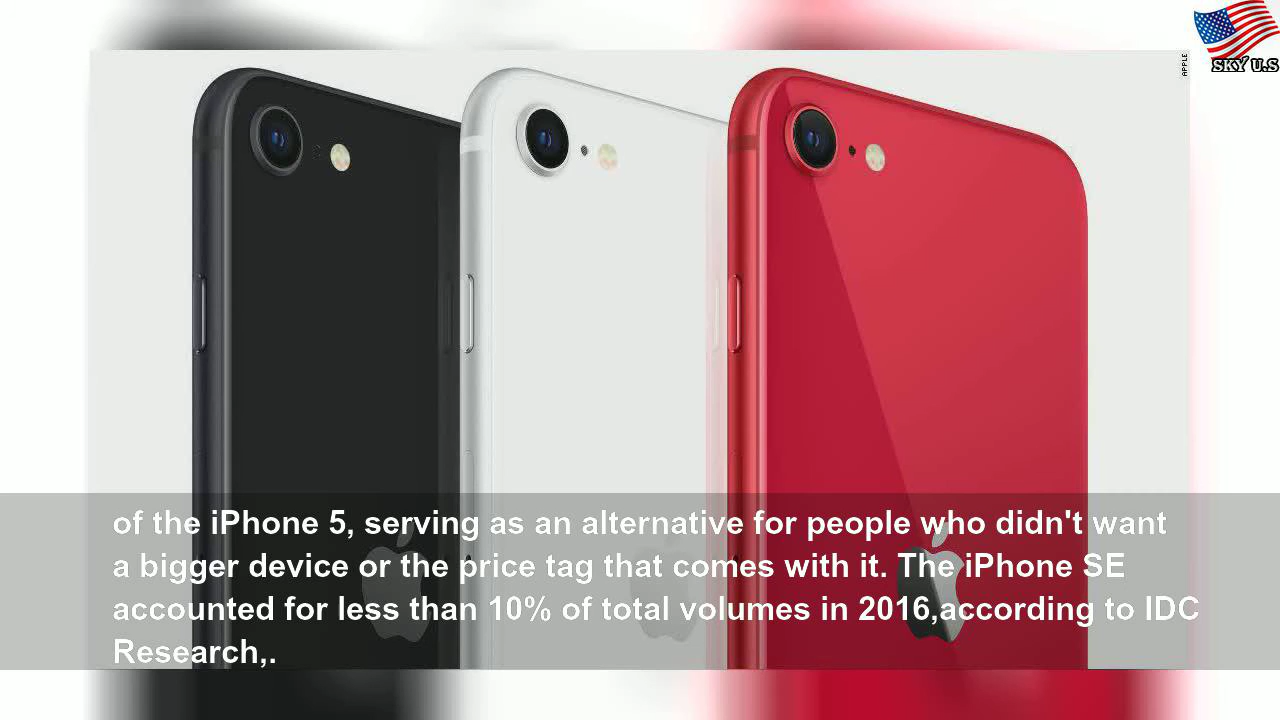 APPLE
SKY U.S
of the iPhone 5, serving as an alternative for people who didn't want
a bigger device or the price tag that comes with it. The iPhone SE
accounted for less than 10% of total volumes in 2016,according to IDC
Research,.